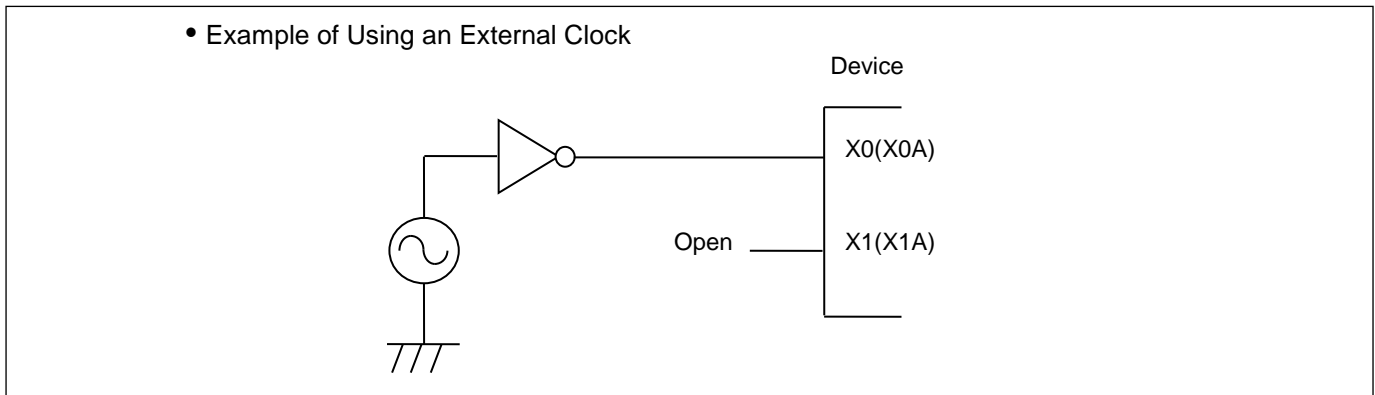 • Example of Using an External Clock
Device
X0(X0A)
Open X1(X1A)